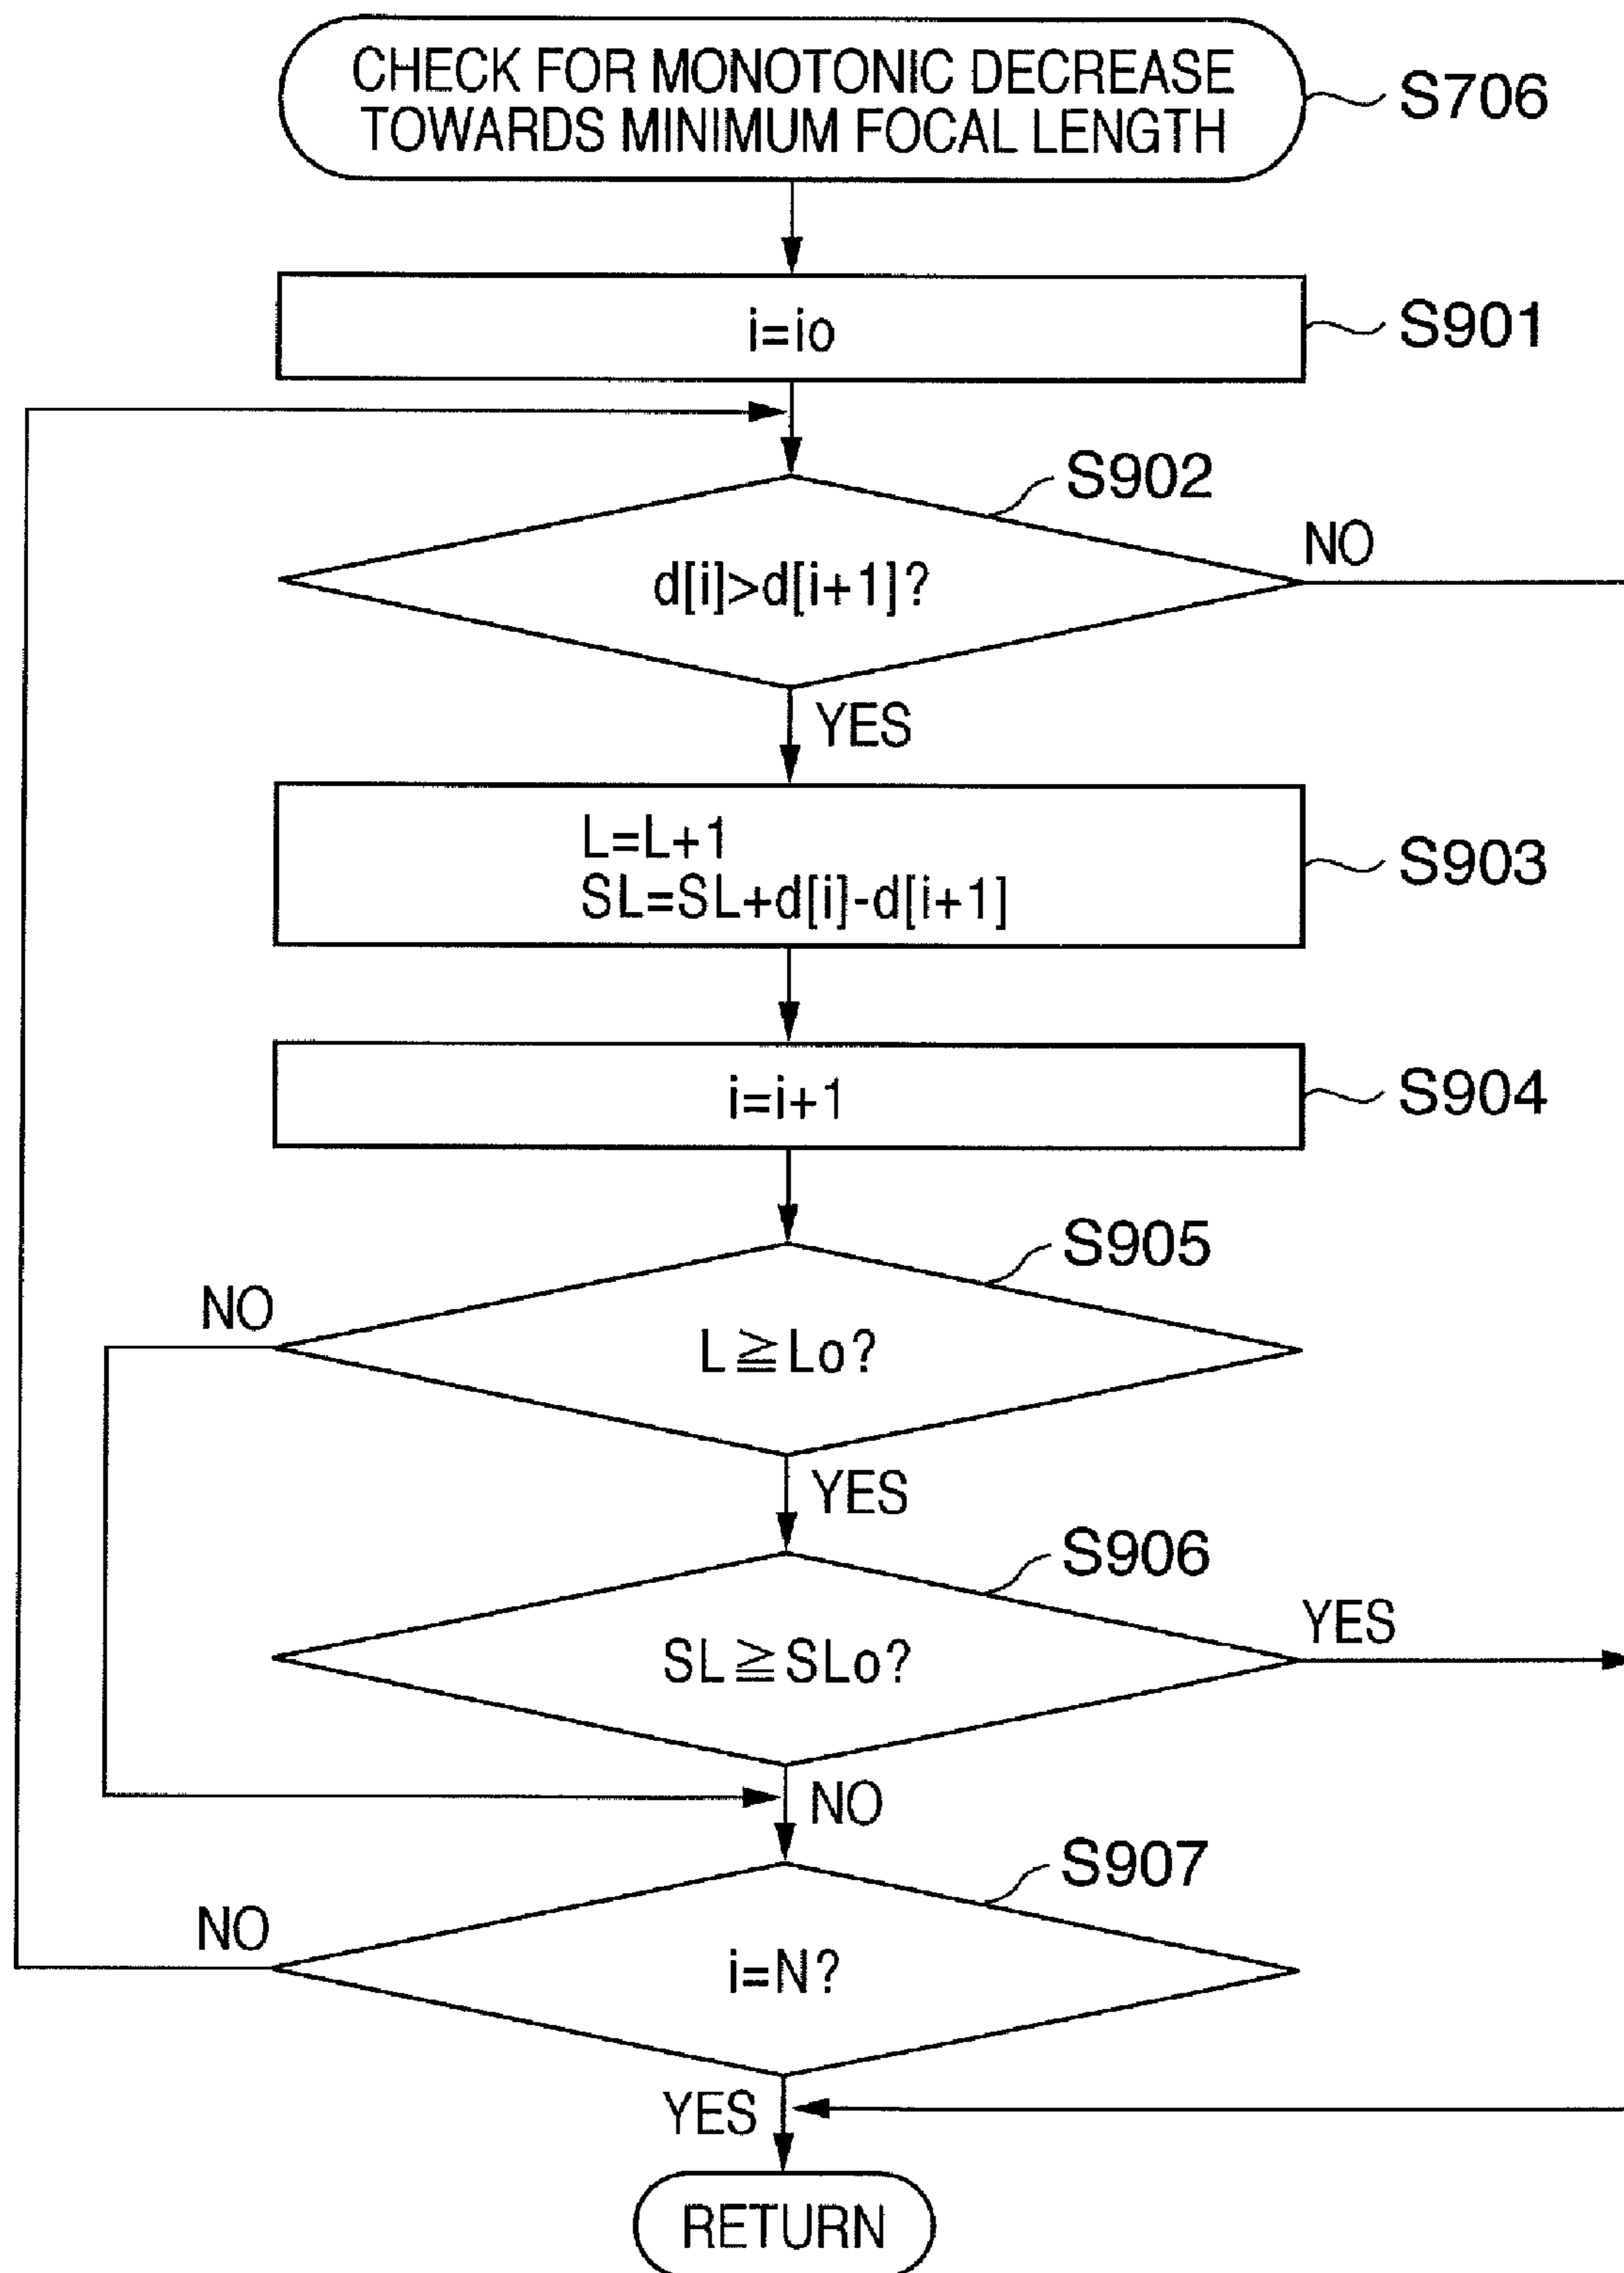 CHECK FOR MONOTONIC DECREASE
TOWARDS MINIMUM FOCAL LENGTH
S706
i=io
S901
S902
d[i]>d[i+1]?
NO
YES
L=L+1
SL=SL+d[i]-d[i+1]
S903
i=i+1
S904
S905
NO
L≧Lo?
YES
S906
SL≧SLo?
YES
NO
S907
NO
i=N?
YES
RETURN